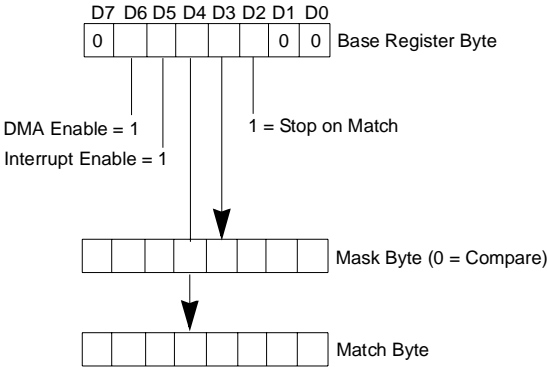 D7 D6 D5 D4 D3 D2 D1 D0
0 0 0 Base Register Byte
DMA Enable = 1
1 = Stop on Match
Interrupt Enable = 1
Mask Byte (0 = Compare)
Match Byte